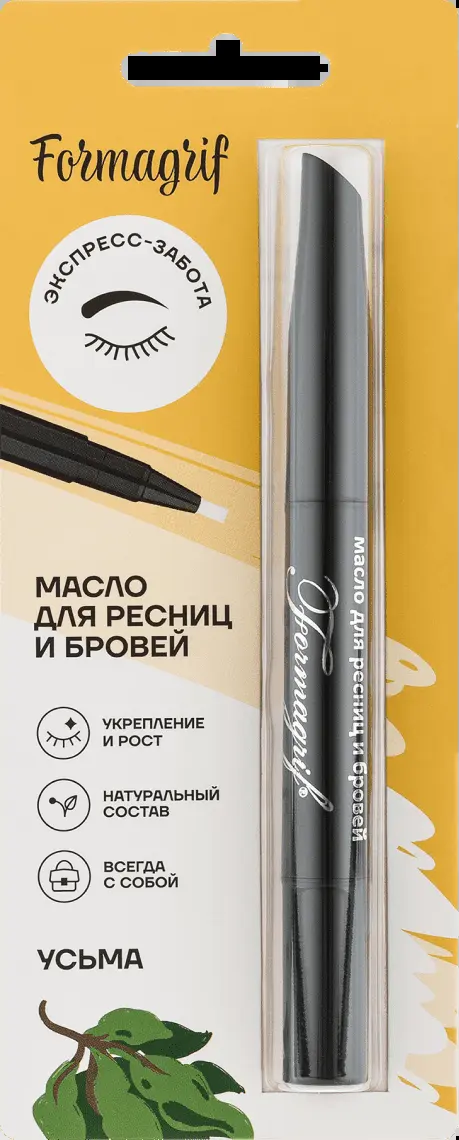 Formagrif
ЭКСПРЕСС-ЗАБОТА
МАСЛО
ДЛЯ РЕСНИЦ
И БРОВЕЙ
УКРЕПЛЕНИЕ
И РОСТ
НАТУРАЛЬНЫЙ
СОСТАВ
ВСЕГДА
С СОБОЙ
УСЬМА
масло для ресниц и бровей
Formagrif®